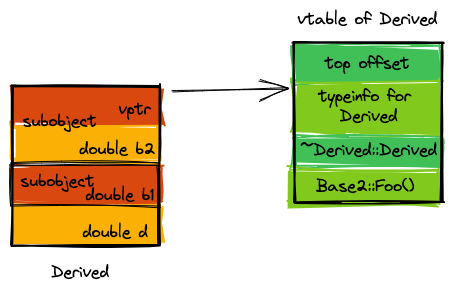 vtable of Derived
top offset
typeinfo for
Derived
~Derived::Derived
Base2::Foo()
vptr
subobject
double b2
subobject
double b1
double d
Derived